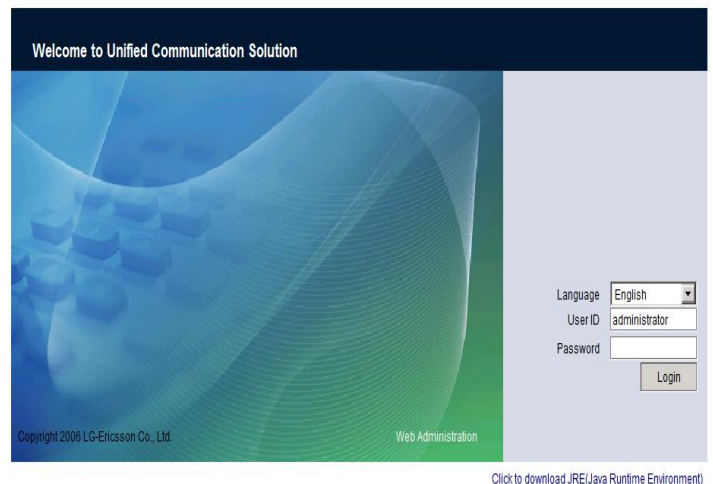 Welcome to Unified Communication Solution
Language English
User ID administrator
Password
Login
Copyright 2006 LG-Ericsson Co., Ltd.
Web Administration
Click to download JRE(Java Runtime Environment)